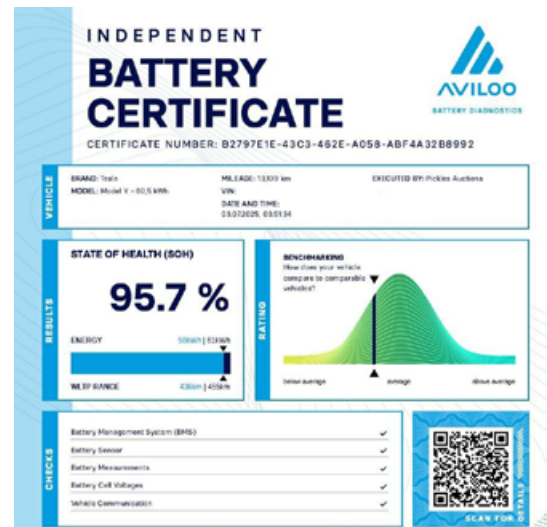 INDEPENDENT
BATTERY
CERTIFICATE
AVILOO
BATTERY DIAGNOSTICS
CERTIFICATE NUMBER: B2797E1E-43C3-462E-A058-ABF4A32B8992
VEHICLE
BRAND: Tesla
MODEL: Model Y - 60,5 kWh
MILEAGE: 13,109 km
VIN:
DATE AND TIME:
03.07.2025, 03:51:34
EXECUTED BY: Pickles Auctions
RESULTS
STATE OF HEALTH (SOH)
95.7 %
ENERGY
58kWh | 61kWh
WLTP RANGE
| 455km
RATING
BENCHMARKING
How does your vehicle
compare to comparable
vehicles?
below average
average
above average
CHECKS
Battery Management System (BMS)
Battery Sensor
Battery Measurements
Battery Cell Voltages
Vehicle Communication
SCAN FOR DETAILS